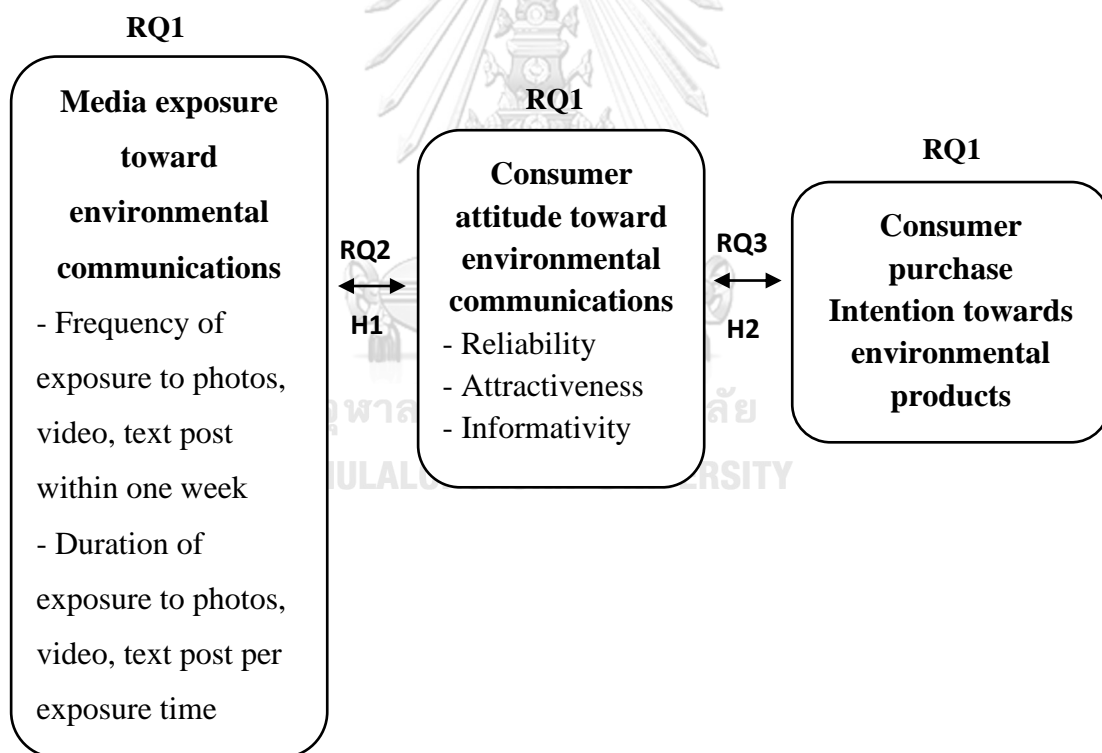 RQ1
Media exposure
toward
environmental
communications
- Frequency of
exposure to photos,
video, text post
within one week
- Duration of
exposure to photos,
video, text post per
exposure time
RQ2
H1
RQ1
Consumer
attitude toward
environmental
communications
- Reliability
- Attractiveness
- Informativity
RQ3
H2
RQ1
Consumer
purchase
Intention towards
environmental
products